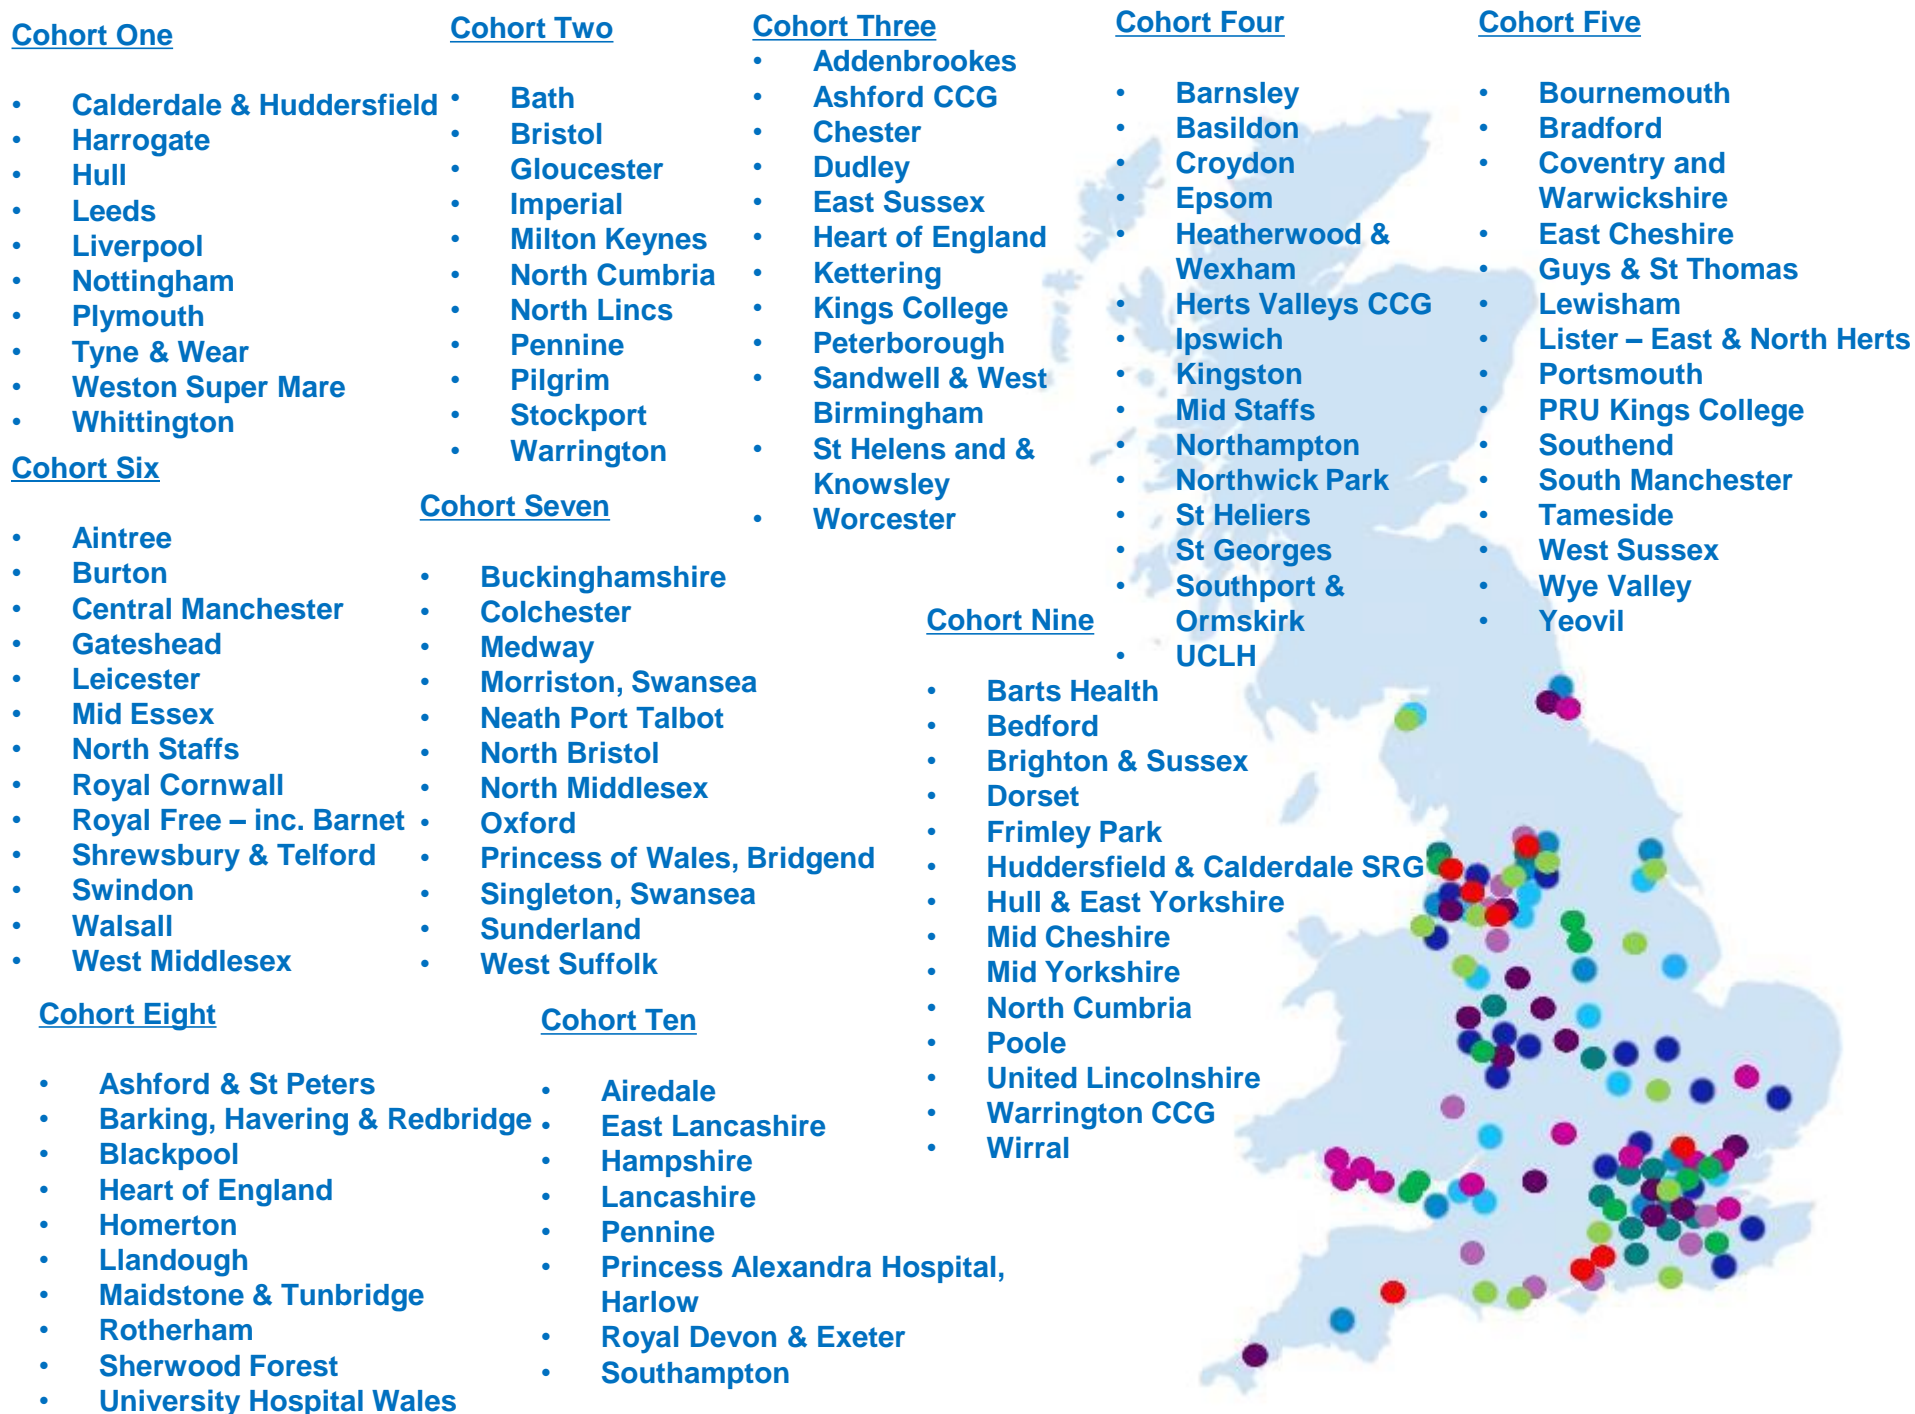 Cohort One
• Calderdale & Huddersfield
• Harrogate
• Hull
• Leeds
• Liverpool
• Nottingham
• Plymouth
• Tyne & Wear
• Weston Super Mare
• Whittington
Cohort Two
• Bath
• Bristol
• Gloucester
• Imperial
• Milton Keynes
• North Cumbria
• North Lincs
• Pennine
• Pilgrim
• Stockport
• Warrington
Cohort Three
• Addenbrookes
• Ashford CCG
• Chester
• Dudley
• East Sussex
• Heart of England
• Kettering
• Kings College
• Peterborough
• Sandwell & West
Birmingham
• St Helens and &
Knowsley
• Worcester
Cohort Four
• Barnsley
• Basildon
• Croydon
• Epsom
• Heatherwood &
Wexham
• Herts Valleys CCG
• Ipswich
• Kingston
• Mid Staffs
• Northampton
• Northwick Park
• St Heliers
• St Georges
• Southport &
Ormskirk
• UCLH
Cohort Five
• Bournemouth
• Bradford
• Coventry and
Warwickshire
• East Cheshire
• Guys & St Thomas
• Lewisham
• Lister – East & North Herts
• Portsmouth
• PRU Kings College
• Southend
• South Manchester
• Tameside
• West Sussex
• Wye Valley
• Yeovil
Cohort Six
• Aintree
• Burton
• Central Manchester
• Gateshead
• Leicester
• Mid Essex
• North Staffs
• Royal Cornwall
• Royal Free – inc. Barnet
• Shrewsbury & Telford
• Swindon
• Walsall
• West Middlesex
Cohort Seven
• Buckinghamshire
• Colchester
• Medway
• Morriston, Swansea
• Neath Port Talbot
• North Bristol
• North Middlesex
• Oxford
• Princess of Wales, Bridgend
• Singleton, Swansea
• Sunderland
• West Suffolk
Cohort Eight
• Ashford & St Peters
• Barking, Havering & Redbridge
• Blackpool
• Heart of England
• Homerton
• Llandough
• Maidstone & Tunbridge
• Rotherham
• Sherwood Forest
• University Hospital Wales
Cohort Nine
• Barts Health
• Bedford
• Brighton & Sussex
• Dorset
• Frimley Park
• Huddersfield & Calderdale SRG
• Hull & East Yorkshire
• Mid Cheshire
• Mid Yorkshire
• North Cumbria
• Poole
• United Lincolnshire
• Warrington CCG
• Wirral
Cohort Ten
• Airedale
• East Lancashire
• Hampshire
• Lancashire
• Pennine
• Princess Alexandra Hospital,
Harlow
• Royal Devon & Exeter
• Southampton